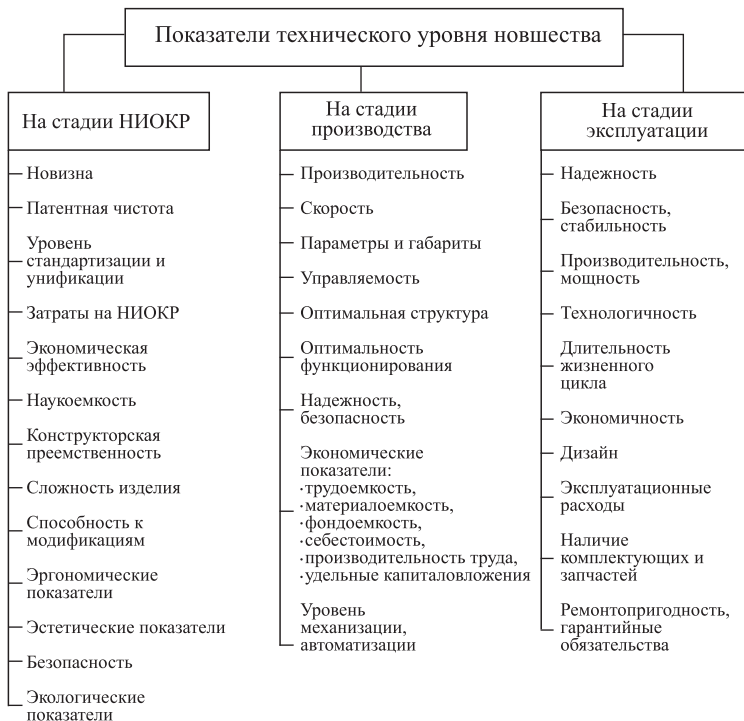 Показатели технического уровня новшества
На стадии НИОКР
Новизна
Патентная чистота
Уровень
стандартизации и
унификации
Затраты на НИОКР
Экономическая
эффективность
Наукоемкость
Конструкторская
преемственность
Сложность изделия
Способность к
модификациям
Эргономические
показатели
Эстетические показатели
Безопасность
Экологические
показатели
На стадии
производства
Производительность
Скорость
Параметры и габариты
Управляемость
Оптимальная структура
Оптимальность
функционирования
Надежность,
безопасность
Экономические
показатели:
·трудоемкость,
·материалоемкость,
·фондоемкость,
·себестоимость,
·производительность труда,
·удельные капиталовложения
Уровень
механизации,
автоматизации
На стадии
эксплуатации
Надежность
Безопасность,
стабильность
Производительность,
мощность
Технологичность
Длительность
жизненного
цикла
Экономичность
Дизайн
Эксплуатационные
расходы
Наличие
комплектующих и
запчастей
Ремонтопригодность,
гарантийные
обязательства